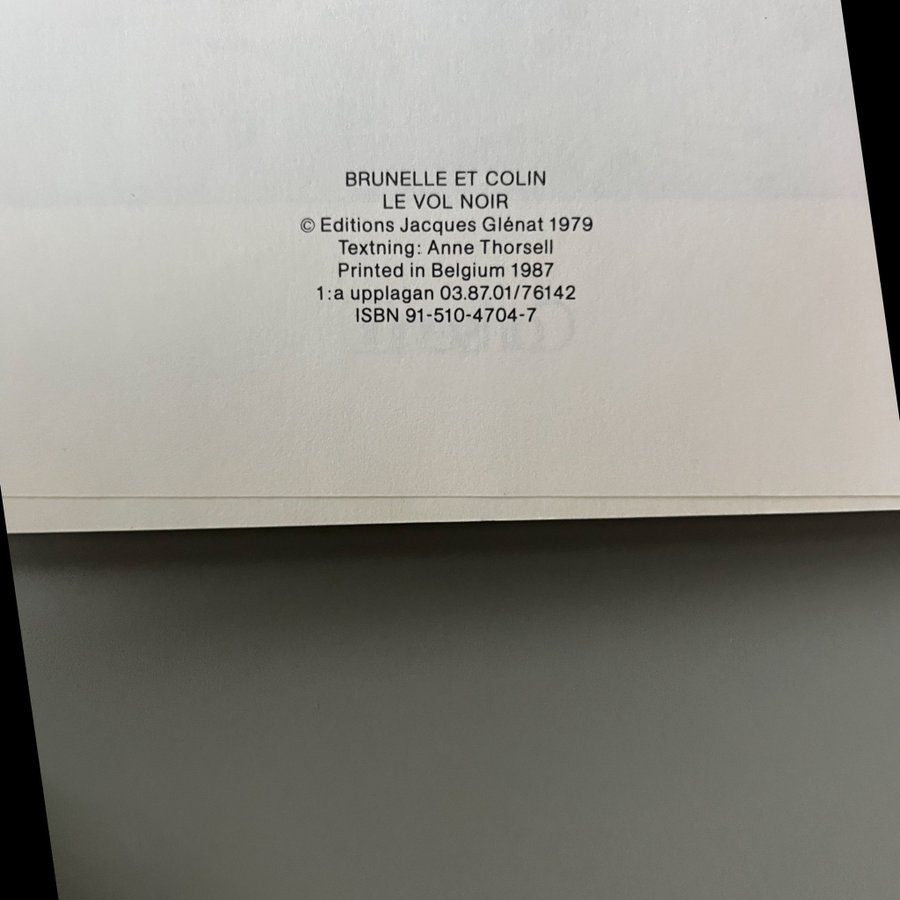 BRUNELLE ET COLIN
LE VOL NOIR
© Editions Jacques Glénat 1979
Textning: Anne Thorsell
Printed in Belgium 1987
1:a upplagan 03.87.01/76142
ISBN 91-510-4704-7